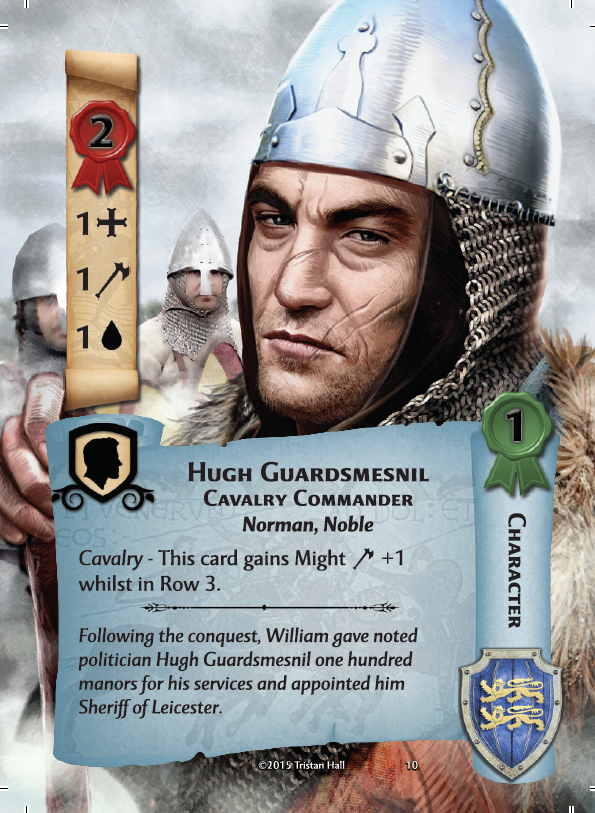 2
1
1
1
1
HUGH GUARDSMESNIL
CAVALRY COMMANDER
Norman, Noble
Cavalry - This card gains Might +1
whilst in Row 3.
Following the conquest, William gave noted
politician Hugh Guardsmesnil one hundred
manors for his services and appointed him
Sheriff of Leicester.
CHARACTER
©2015 Tristan Hall 10